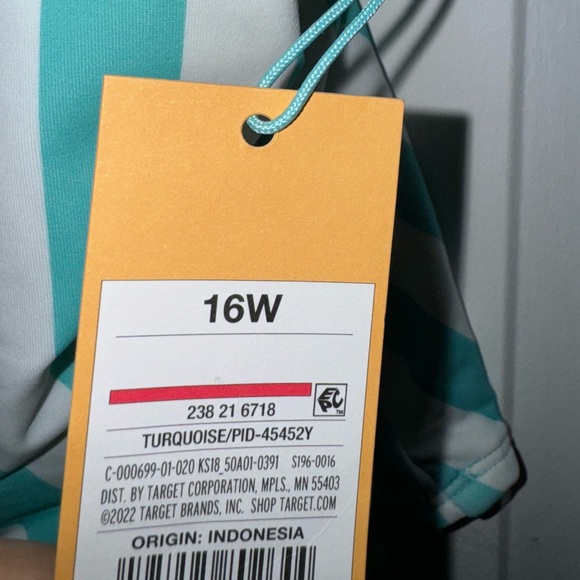 16W
EPC™
238 21 6718
TURQUOISE/PID-45452Y
C-000699-01-020 KS18_50A01-0391 S196-0016
DIST. BY TARGET CORPORATION, MPLS., MN 55403
©2022 TARGET BRANDS, INC. SHOP TARGET.COM
ORIGIN: INDONESIA